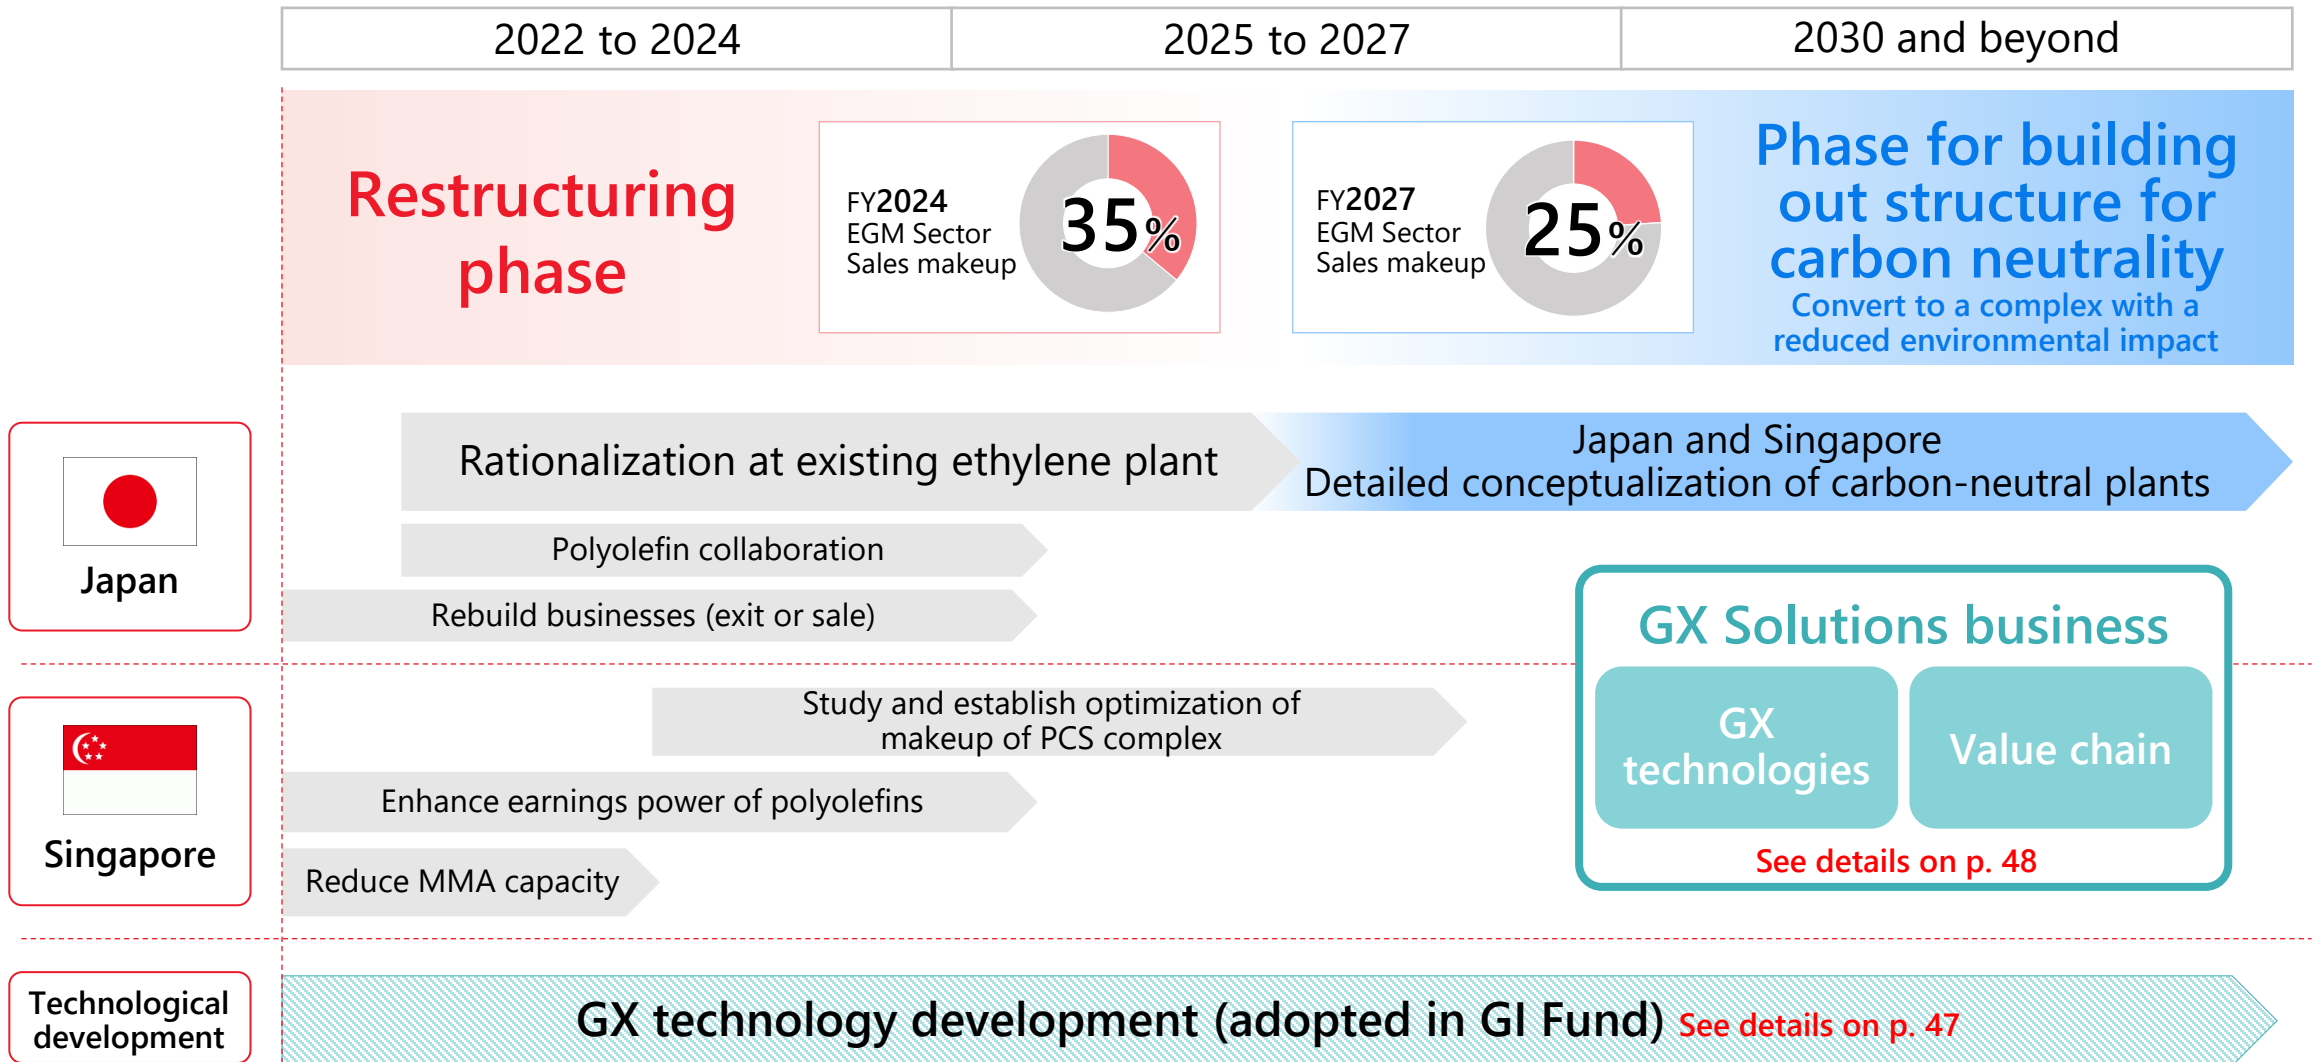 2022 to 2024
2025 to 2027
2030 and beyond
Restructuring
phase
FY2024
EGM Sector
Sales makeup
35%
FY2027
EGM Sector
Sales makeup
25%
Phase for building
out structure for
carbon neutrality
Convert to a complex with a
reduced environmental impact
Japan
Rationalization at existing ethylene plant
Japan and Singapore
Detailed conceptualization of carbon-neutral plants
Polyolefin collaboration
Rebuild businesses (exit or sale)
GX Solutions business
GX
technologies
Value chain
See details on p. 48
Singapore
Study and establish optimization of
makeup of PCS complex
Enhance earnings power of polyolefins
Reduce MMA capacity
Technological
development
GX technology development (adopted in GI Fund) See details on p. 47